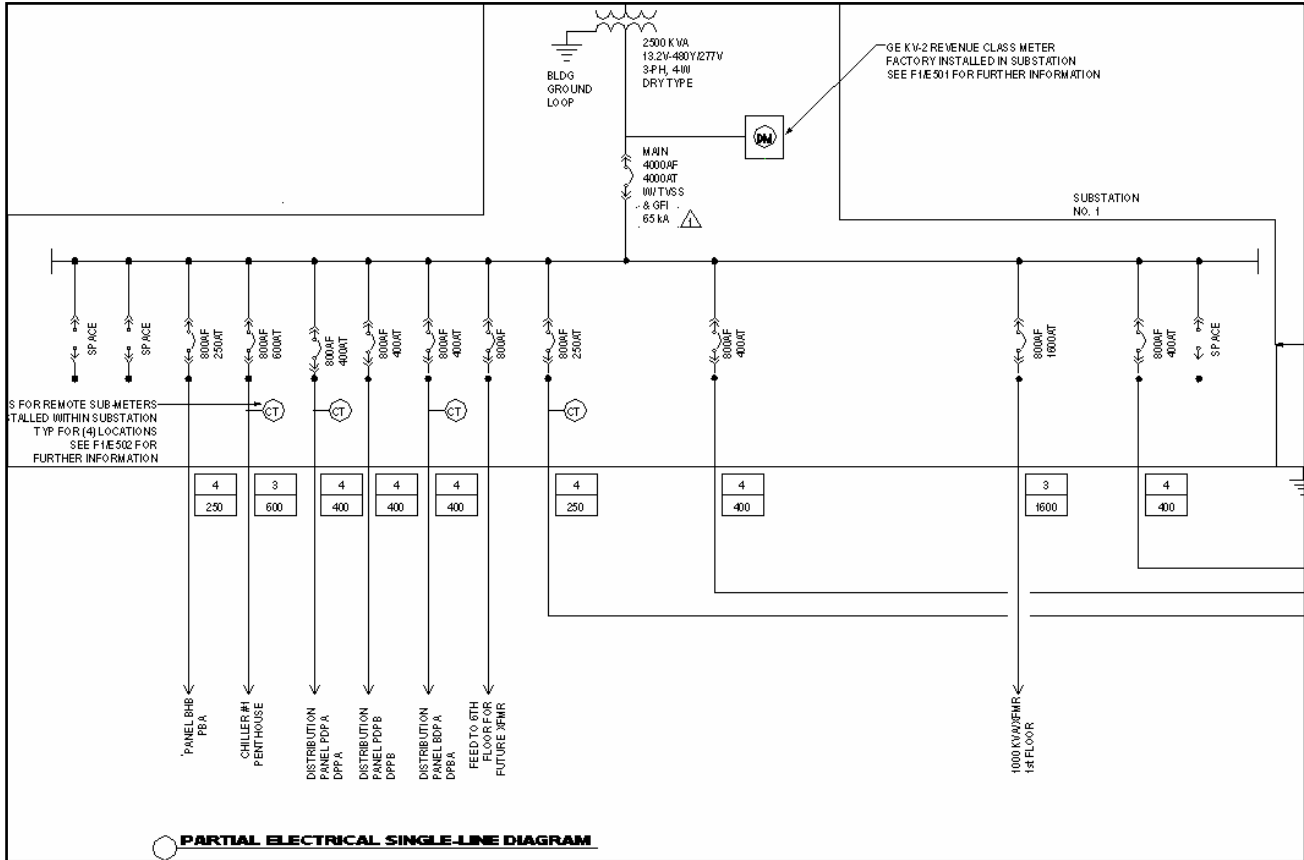 2500 KVA
13.2V-480Y/277V
3-PH, 4-W
DRY TYPE
BLDG
GROUND
LOOP
GE KV-2 REVENUE CLASS METER
FACTORY INSTALLED IN SUBSTATION
SEE F1/E501 FOR FURTHER INFORMATION
DM
MAIN
4000AF
4000AT
W/ TVSS
& GFI
65 kA
1
SUBSTATION
NO. 1
SPACE
SPACE
800AF
250AT
800AF
600AT
800AF
400AT
800AF
400AT
800AF
400AT
800AF
800AF
250AT
800AF
400AT
800AF
1600AT
800AF
400AT
SPACE
S FOR REMOTE SUB-METERS
TALLED WITHIN SUBSTATION
TYP FOR (4) LOCATIONS
SEE F1/E502 FOR
FURTHER INFORMATION
CT
CT
CT
CT
4
250
3
600
4
400
4
400
4
400
4
250
4
400
3
1600
4
400
PANEL BHB
PBA
CHILLER #1
PENTHOUSE
DISTRIBUTION
PANEL PDPA
DPPA
DISTRIBUTION
PANEL PDPB
DPPB
DISTRIBUTION
PANEL BDPA
DPBA
FEED TO 6TH
FLOOR FOR
FUTURE XFMR
1000 KVA XFMR
1st FLOOR
PARTIAL ELECTRICAL SINGLE-LINE DIAGRAM